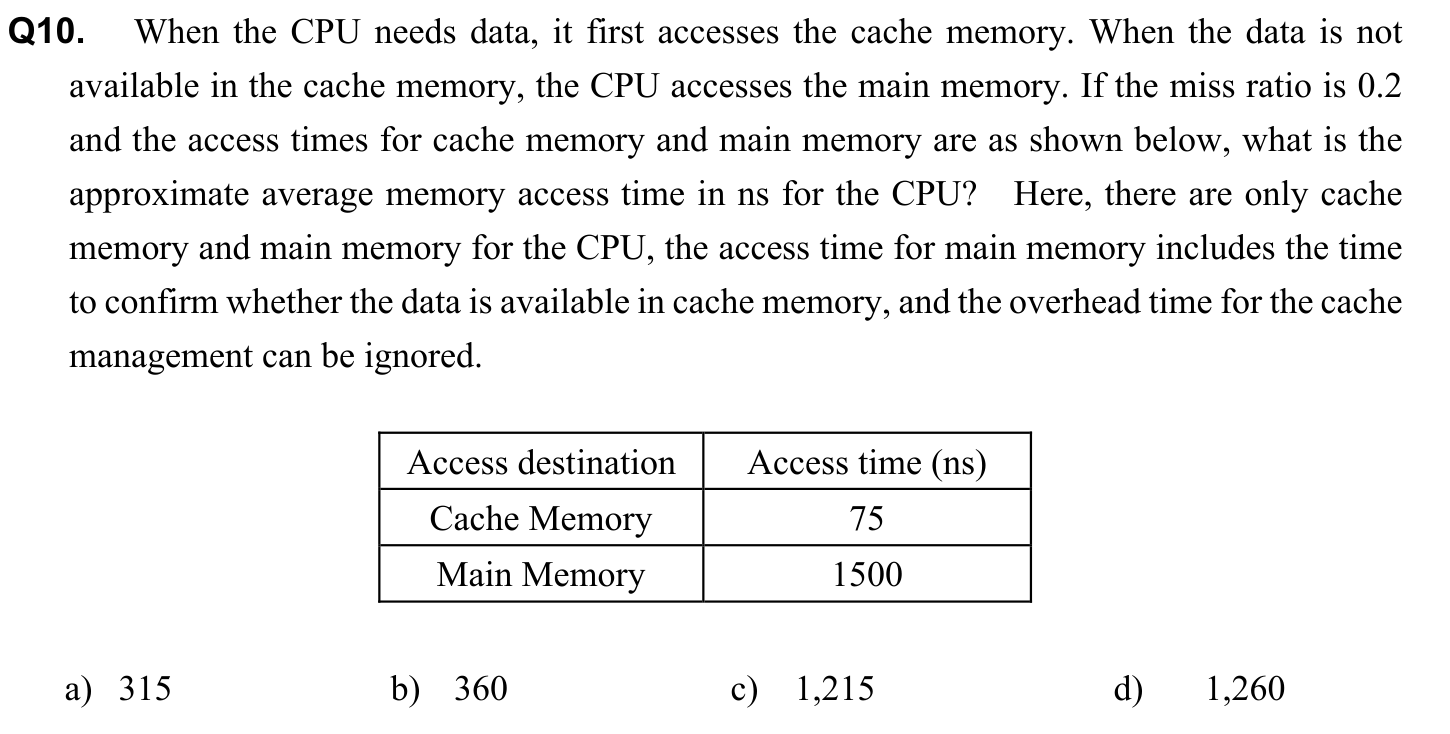 Q10. When the CPU needs data, it first accesses the cache memory. When the data is not
available in the cache memory, the CPU accesses the main memory. If the miss ratio is 0.2
and the access times for cache memory and main memory are as shown below, what is the
approximate average memory access time in ns for the CPU? Here, there are only cache
memory and main memory for the CPU, the access time for main memory includes the time
to confirm whether the data is available in cache memory, and the overhead time for the cache
management can be ignored.
Access destination Access time (ns)
Cache Memory 75
Main Memory 1500
a) 315 b) 360 c) 1,215 d) 1,260